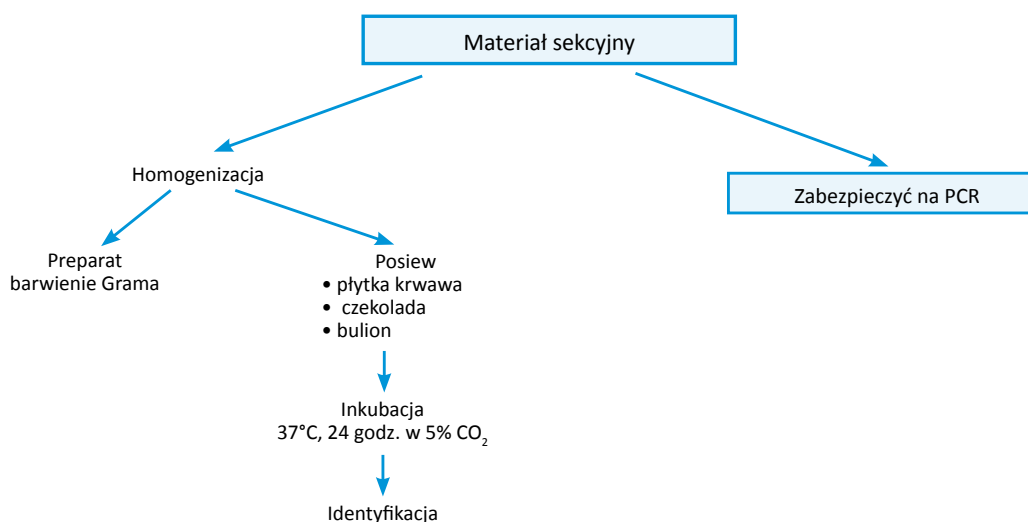 Materiał sekcyjny
Homogenizacja
Zabezpieczyć na PCR
Preparat
barwienie Grama
Posiew
• płytka krwawa
• czekolada
• bulion
Inkubacja
37°C, 24 godz. w 5% CO₂
Identyfikacja